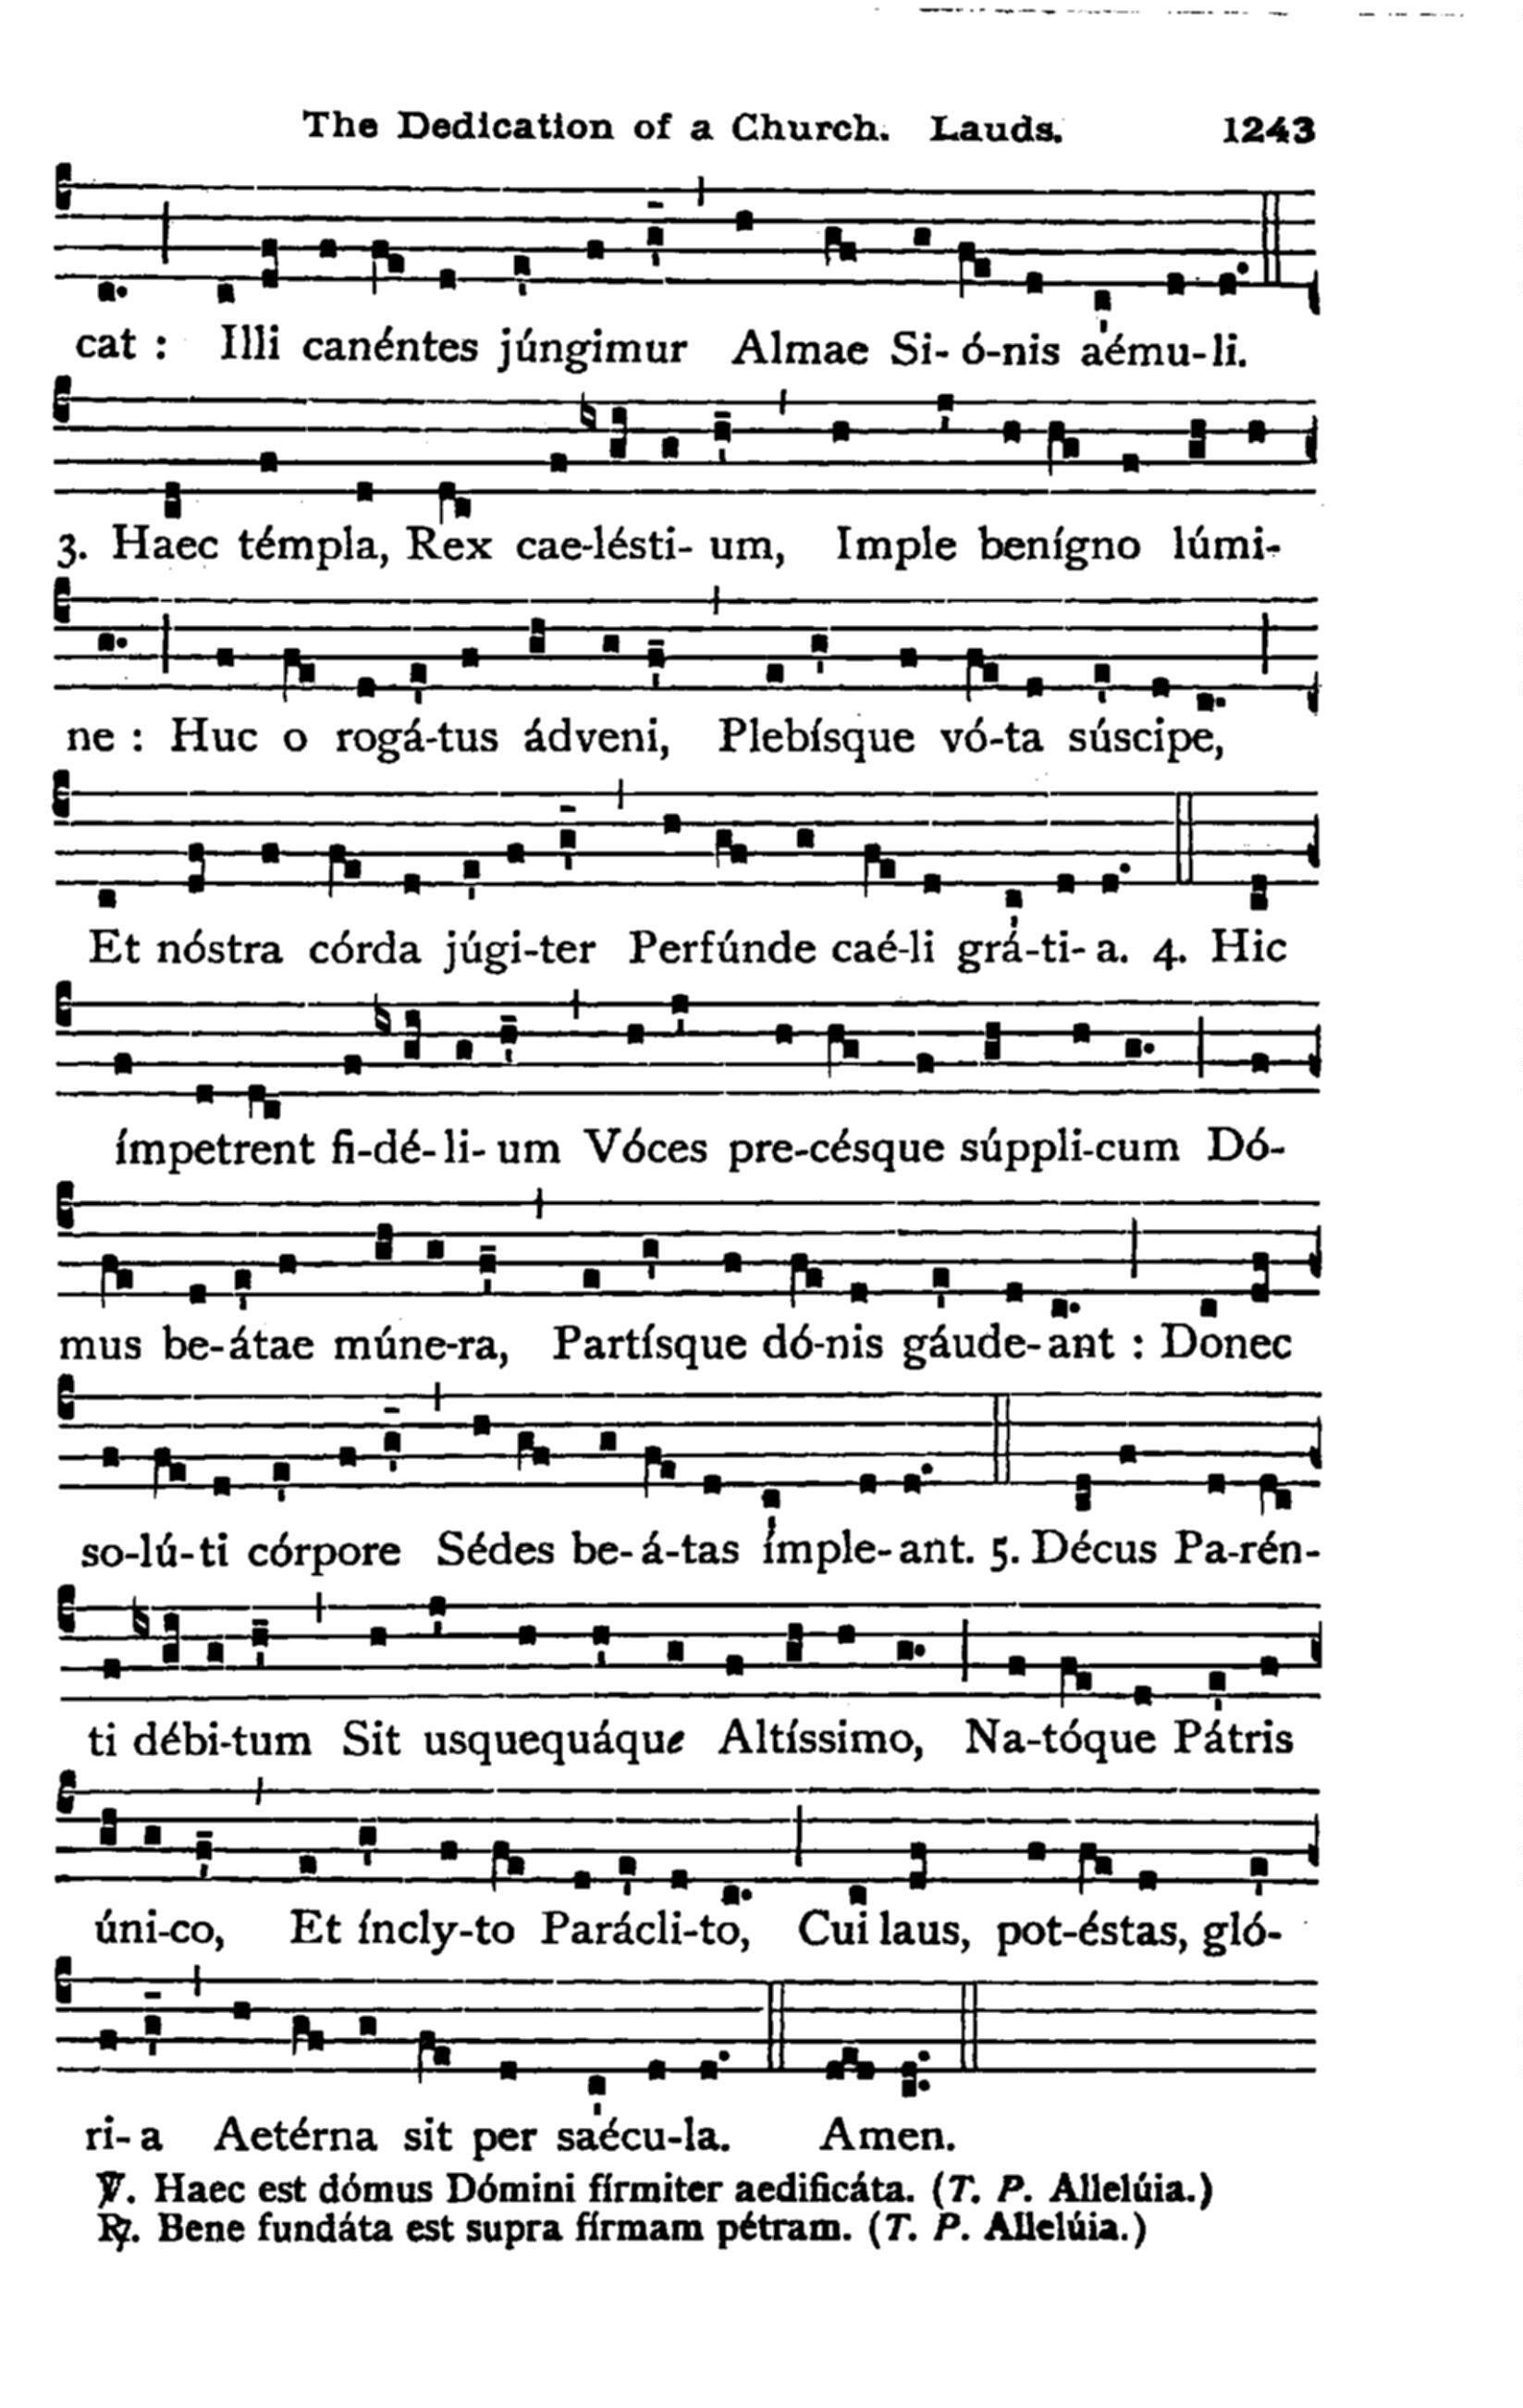 The Dedication of a Church. Lauds. 1243
cat : Illi canéntes júngimur Almae Si- ó-nis aému-li.
3. Haec témpla, Rex cae-lésti- um, Imple benígno lúmi-
ne : Huc o rogá-tus ádveni, Plebísque vó-ta súscipe,
Et nóstra córda júgi-ter Perfúnde caé-li grá-ti- a. 4. Hic
ímpetrent fi-dé- li- um Vóces pre-césque súppli-cum Dó-
mus be-átae múne-ra, Partísque dó-nis gáude- ant : Donec
so-lú-ti córpore Sédes be- á-tas ímple- ant. 5. Décus Pa-rén-
ti débi-tum Sit usquequáque Altíssimo, Na-tóque Pátris
úni-co, Et íncly-to Parácli-to, Cui laus, pot-éstas, gló-
ri- a Aetérna sit per saécu-la. Amen.
℣. Haec est dómus Dómini fírmiter aedificáta. (T. P. Allelúia.)
℟. Bene fundáta est supra fírmam pétram. (T. P. Allelúia.)